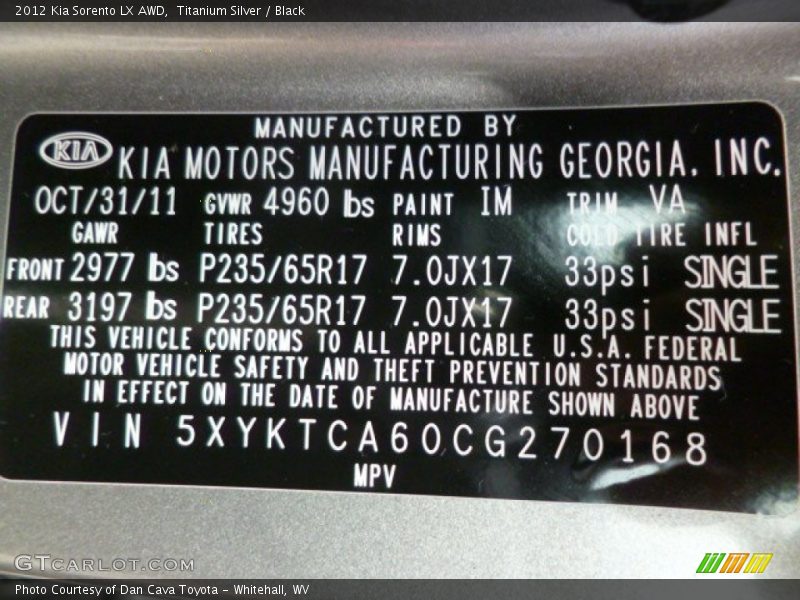 2012 Kia Sorento LX AWD,  Titanium Silver / Black
MANUFACTURED BY
KIA KIA MOTORS MANUFACTURING GEORGIA. INC.
OCT/31/11 GVWR 4960 lbs PAINT IM TRIM VA
GAWR TIRES RIMS COLD TIRE INFL
FRONT 2977 lbs P235/65R17 7.0JX17 33psi SINGLE
REAR 3197 lbs P235/65R17 7.0JX17 33psi SINGLE
THIS VEHICLE CONFORMS TO ALL APPLICABLE U.S.A. FEDERAL
MOTOR VEHICLE SAFETY AND THEFT PREVENTION STANDARDS
IN EFFECT ON THE DATE OF MANUFACTURE SHOWN ABOVE
VIN 5XYKTCA60CG270168
MPV
GTCARLOT.COM
Photo Courtesy of Dan Cava Toyota - Whitehall, WV